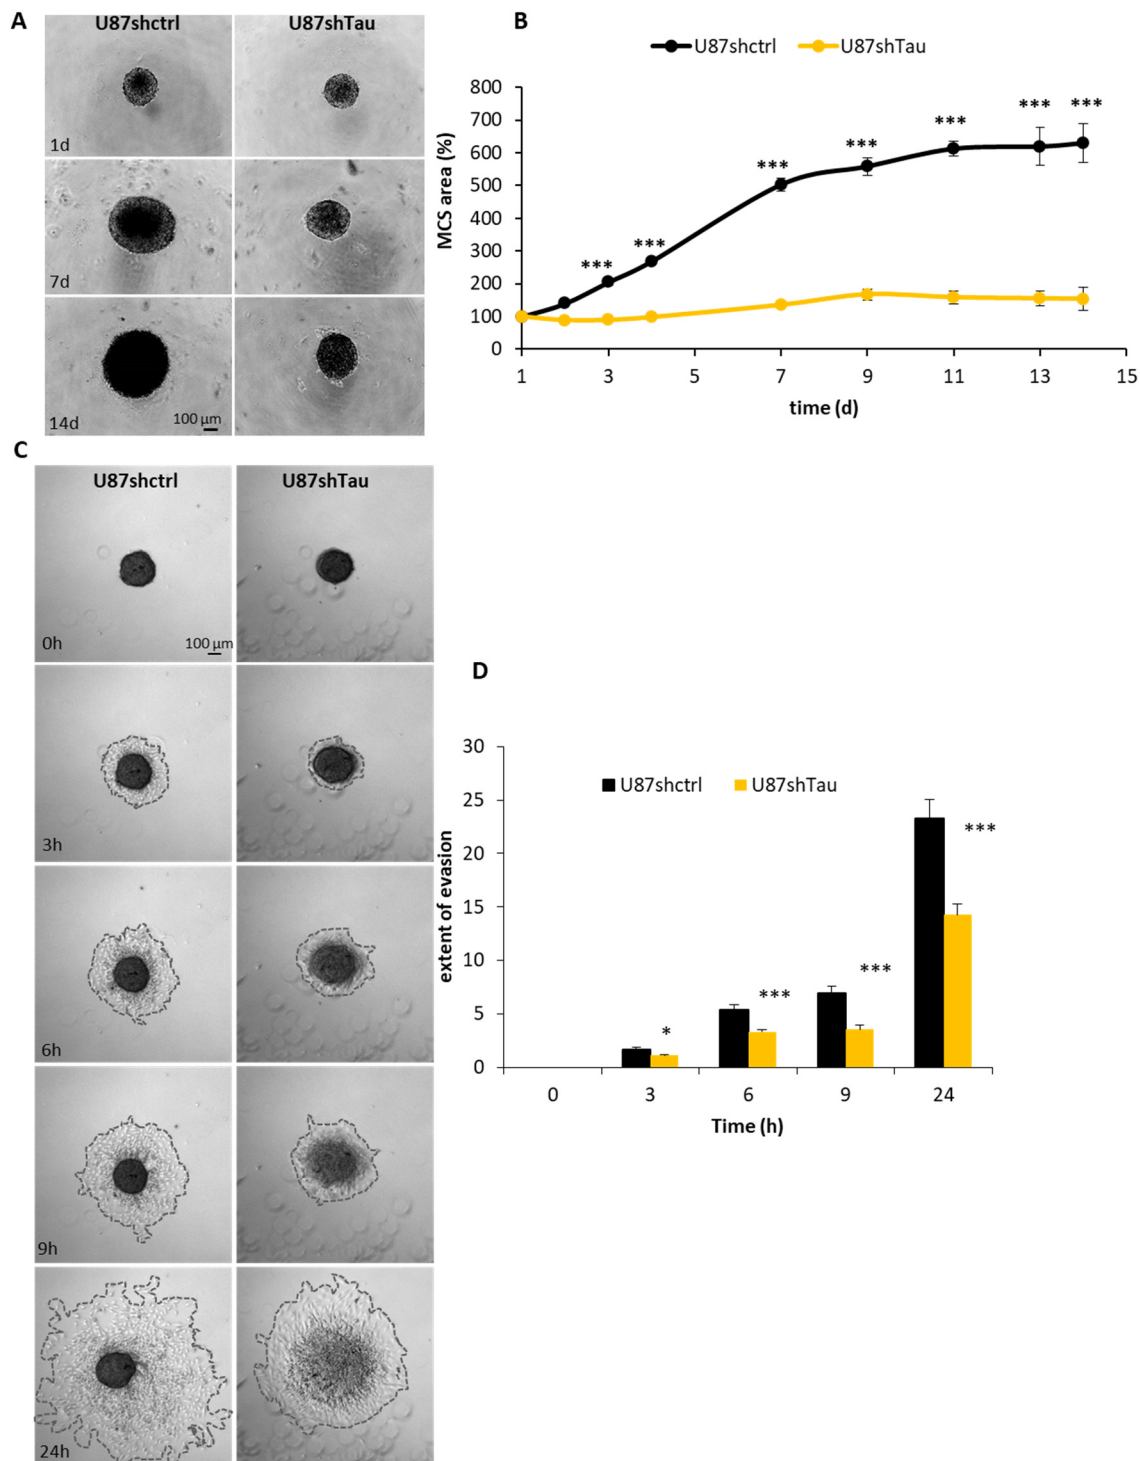 A
U87shctrl
U87shTau
1d
7d
14d
100 µm
B
U87shctrl
U87shTau
MCS area (%)
800
700
600
500
400
300
200
100
0
***
***
***
***
***
***
***
1
3
5
7
9
11
13
15
time (d)
C
U87shctrl
U87shTau
0h
100 µm
3h
6h
9h
24h
D
extent of evasion
30
25
20
15
10
5
0
U87shctrl
U87shTau
*
***
***
***
0
3
6
9
24
Time (h)